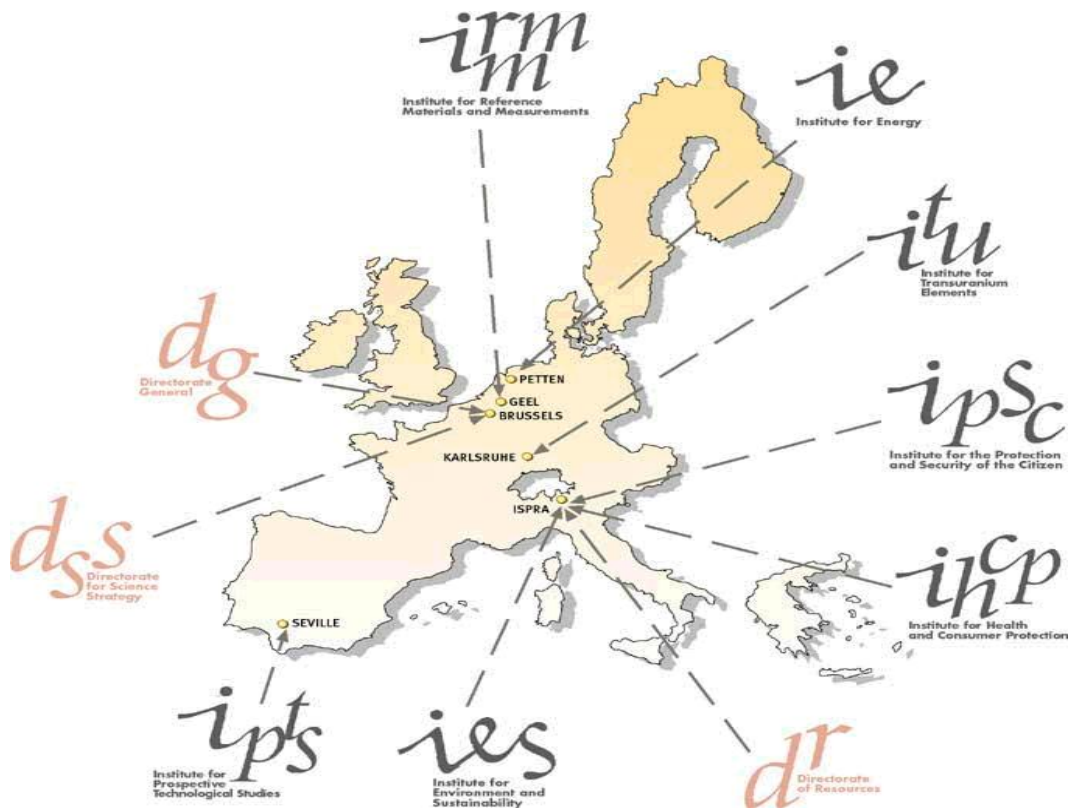 irmm
Institute for Reference
Materials and Measurements
ie
Institute for Energy
itu
Institute for
Transuranium
Elements
dg
Directorate
General
PETTEN
GEEL
BRUSSELS
KARLSRUHE
ISPRA
ipsc
Institute for the Protection
and Security of the Citizen
dss
Directorate
for Science
Strategy
ihcp
Institute for Health
and Consumer Protection
SEVILLE
ipts
Institute for
Prospective
Technological Studies
ies
Institute for
Environment and
Sustainability
dr
Directorate
of Resources